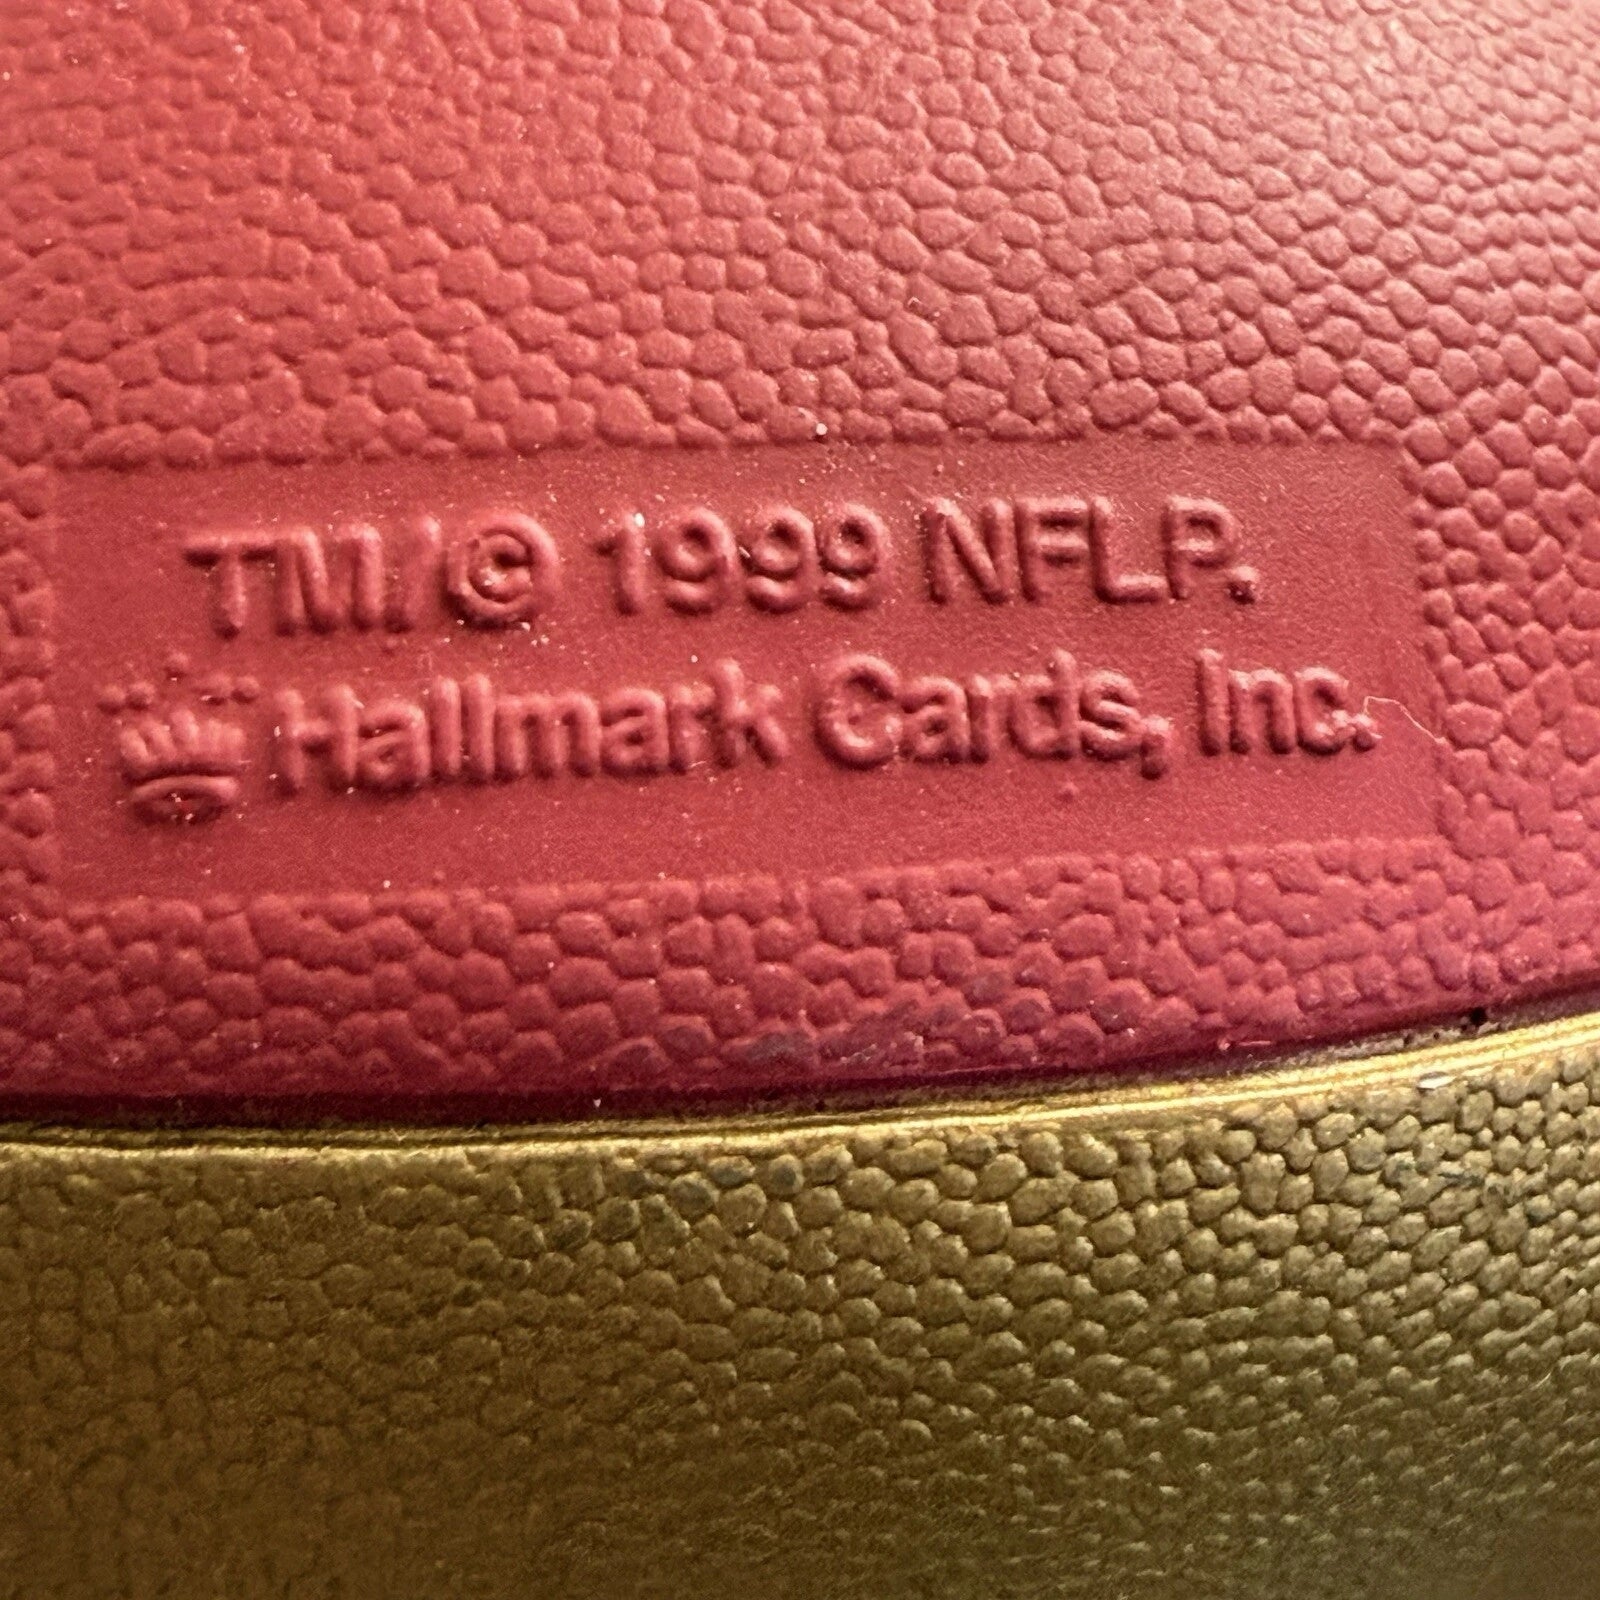 TM/© 1999 NFLP.
Hallmark Cards, Inc.